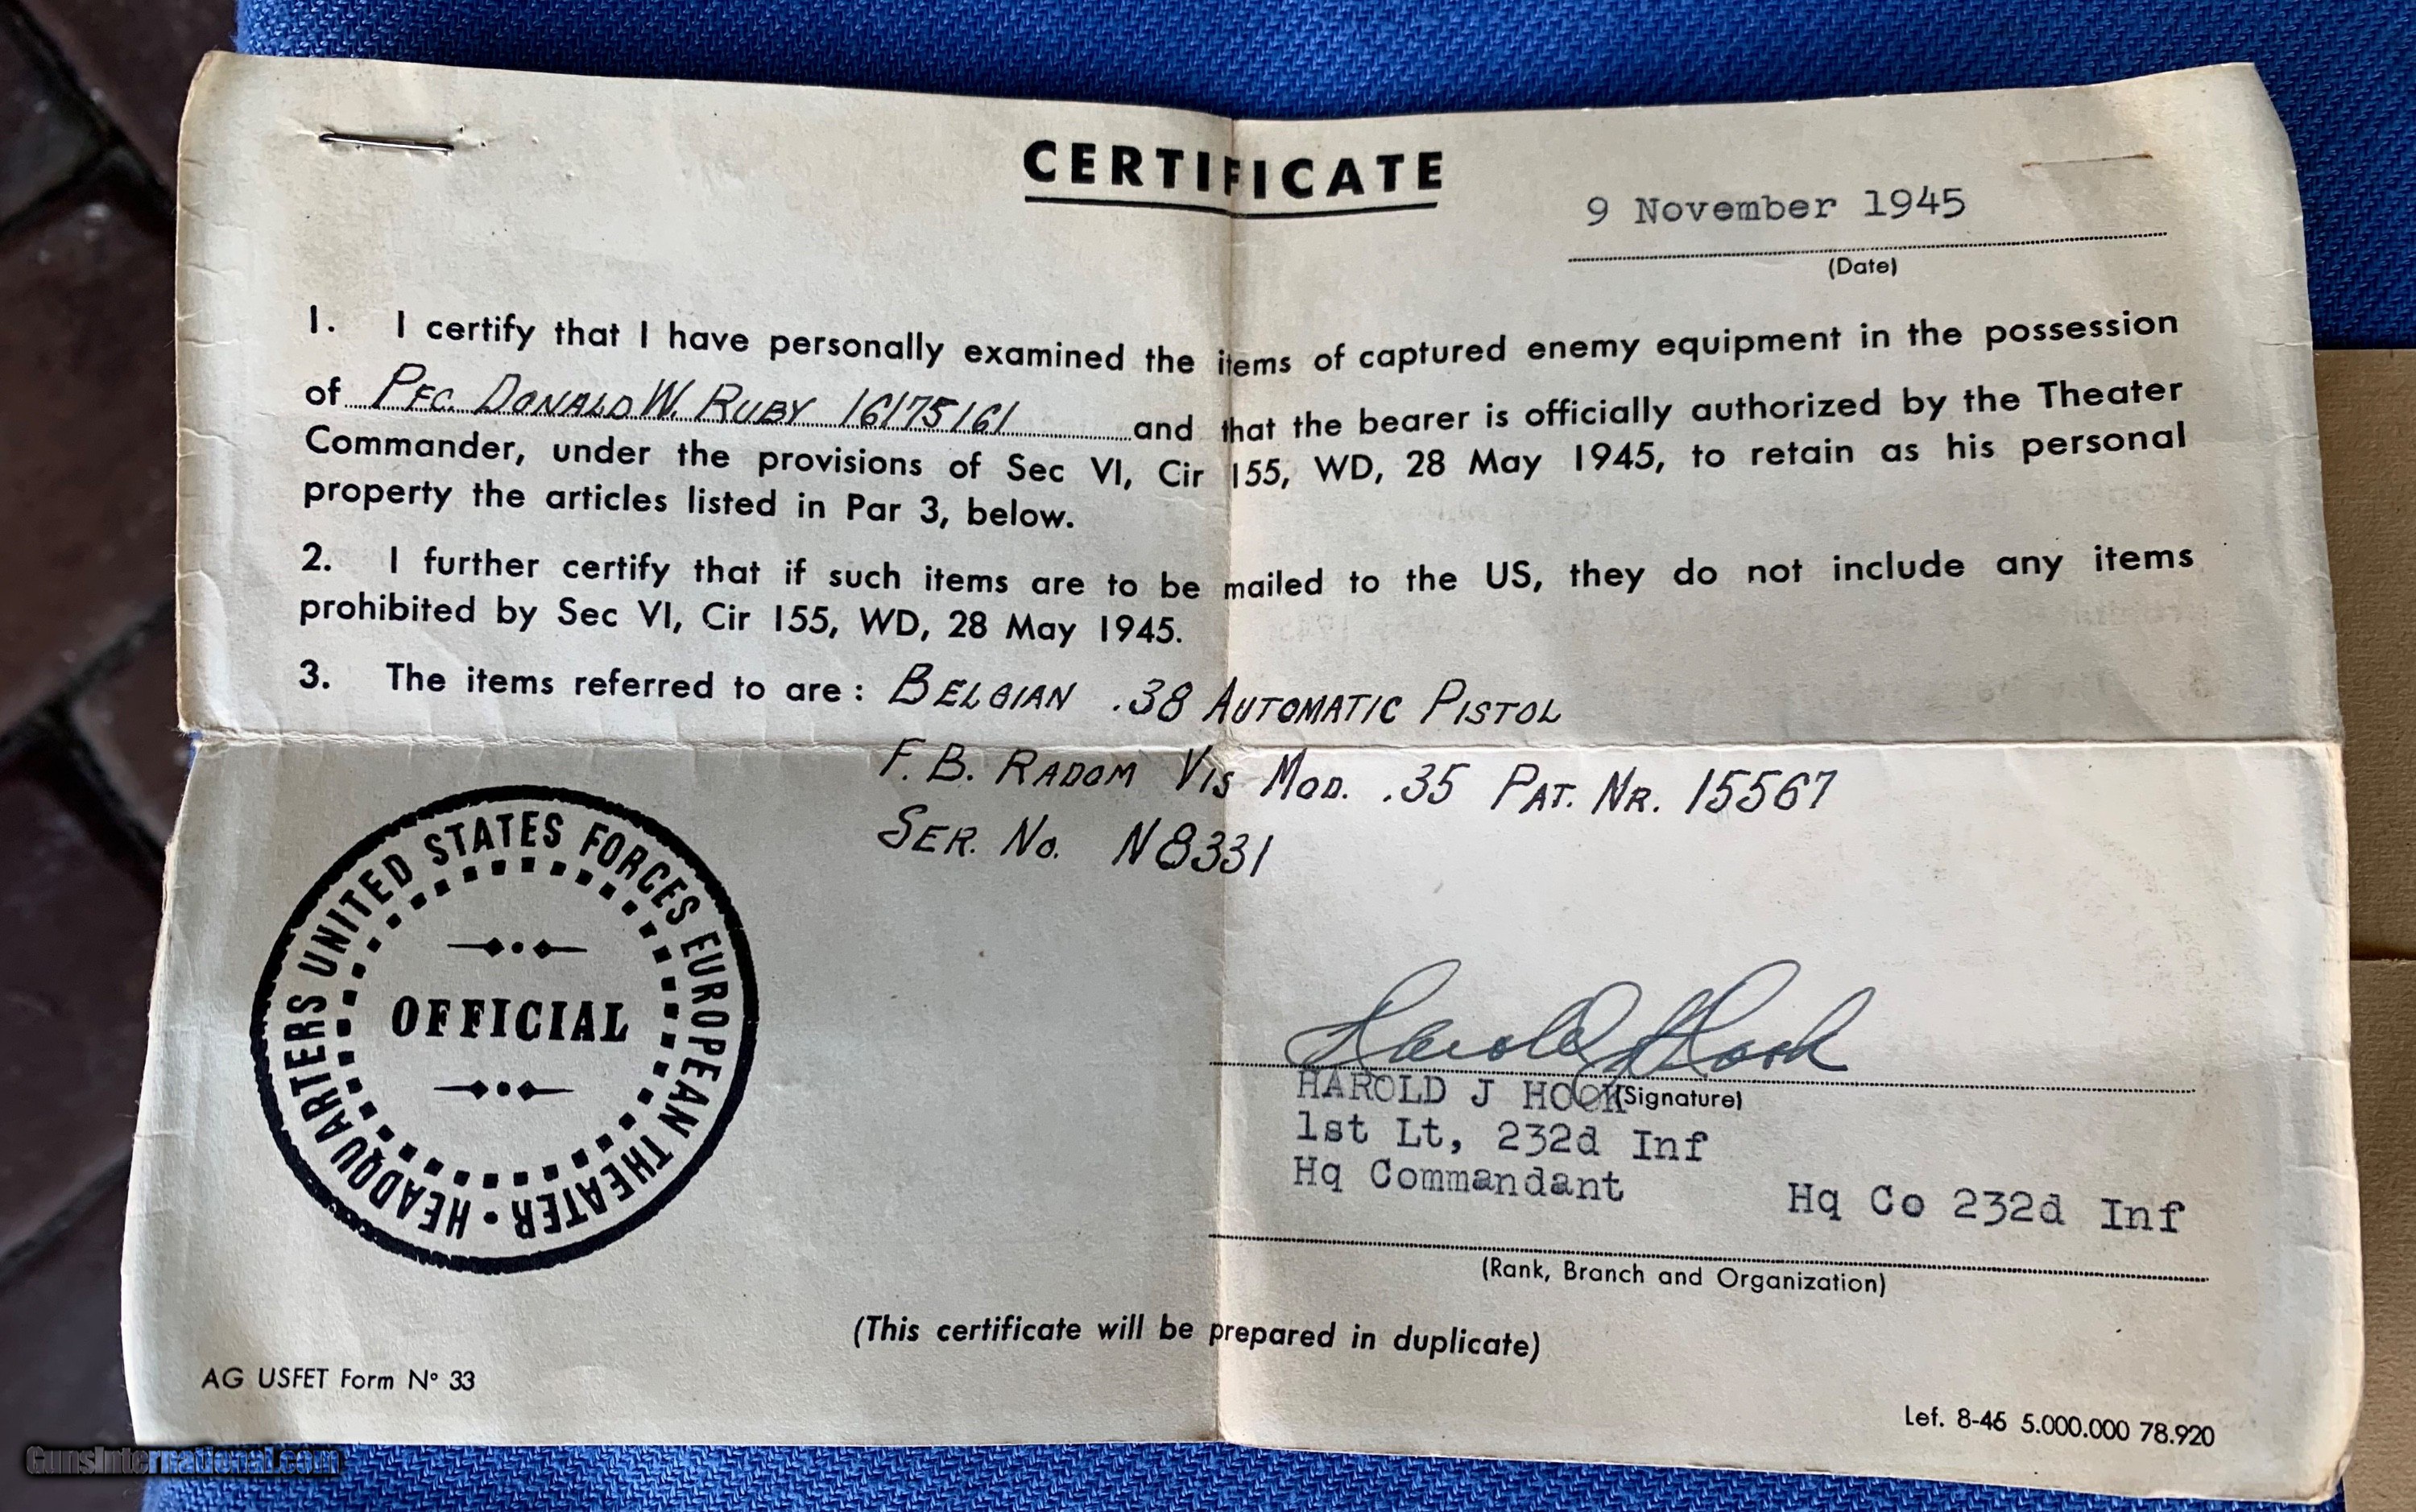 CERTIFICATE
9 November 1945
(Date)
1. I certify that I have personally examined the items of captured enemy equipment in the possession
of PFC. DONALD W. RUBY 16175161 and that the bearer is officially authorized by the Theater
Commander, under the provisions of Sec VI, Cir 155, WD, 28 May 1945, to retain as his personal
property the articles listed in Par 3, below.
2. I further certify that if such items are to be mailed to the US, they do not include any items
prohibited by Sec VI, Cir 155, WD, 28 May 1945.
3. The items referred to are: BELGIAN .38 AUTOMATIC PISTOL
F. B. RADOM VIS MOD. .35 PAT. NR. 15567
SER. NO. N8331
HEADQUARTERS UNITED STATES FORCES EUROPEAN THEATER •
OFFICIAL
Harold J Hook
HAROLD J HOOK (Signature)
1st Lt, 232d Inf
Hq Commandant Hq Co 232d Inf
(Rank, Branch and Organization)
(This certificate will be prepared in duplicate)
AG USFET Form N° 33
Lef. 8-45 5.000.000 78.920
GunsInternational.com